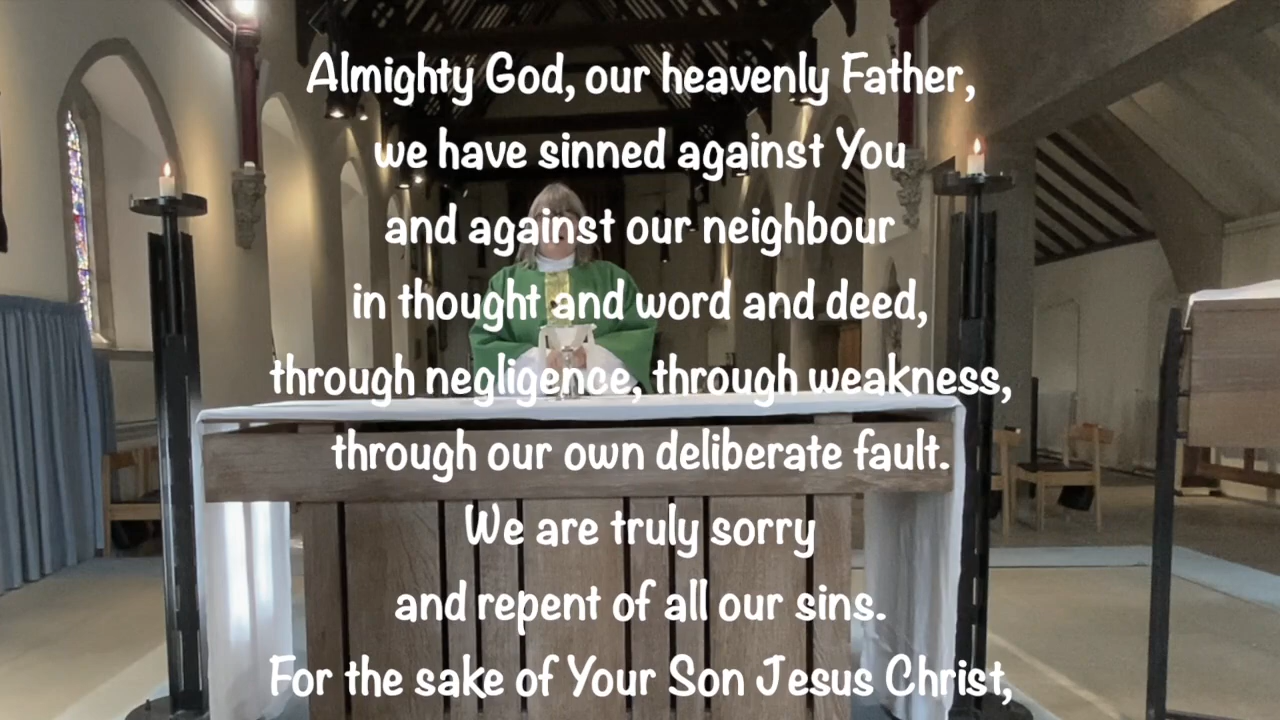 Almighty God, our heavenly Father,
we have sinned against You
and against our neighbour
in thought and word and deed,
through negligence, through weakness,
through our own deliberate fault.
We are truly sorry
and repent of all our sins.
For the sake of Your Son Jesus Christ,